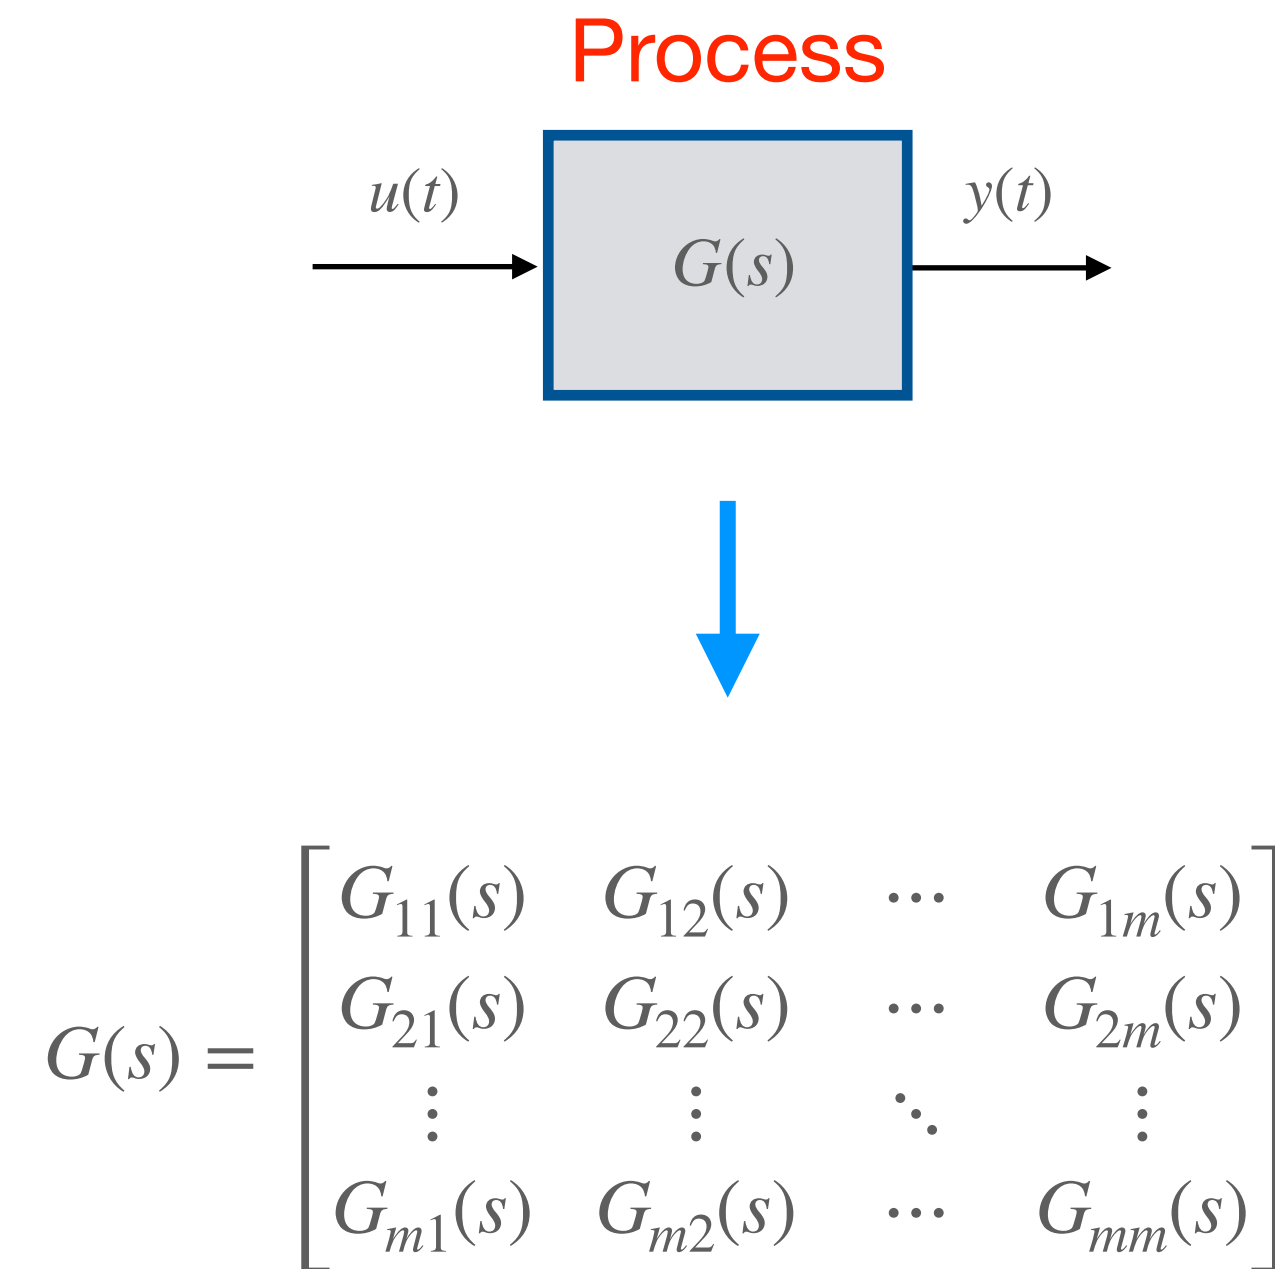 Process
u(t)
y(t)
G(s)
G(s) =
G₁₁(s) G₁₂(s) ⋯ G₁ₘ(s)
G₂₁(s) G₂₂(s) ⋯ G₂ₘ(s)
⋮ ⋮ ⋱ ⋮
Gₘ₁(s) Gₘ₂(s) ⋯ Gₘₘ(s)